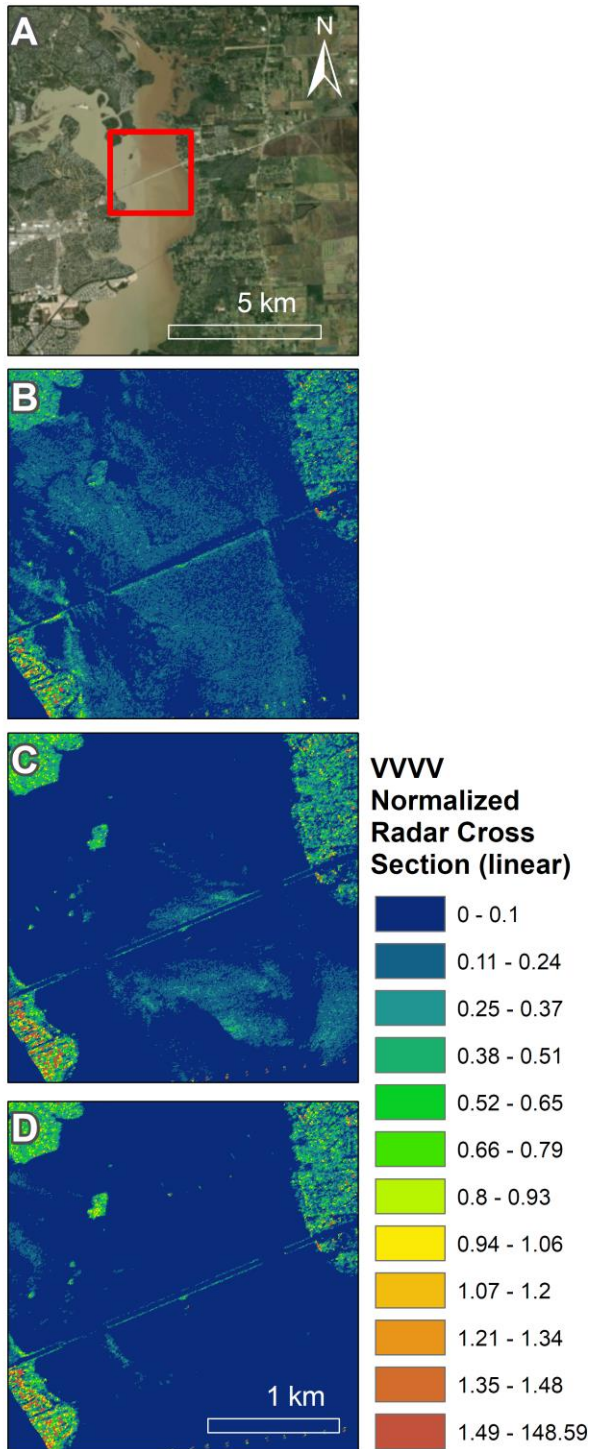 A
N
5 km
B
C
VVVV
Normalized
Radar Cross
Section (linear)
0 - 0.1
0.11 - 0.24
0.25 - 0.37
0.38 - 0.51
0.52 - 0.65
0.66 - 0.79
0.8 - 0.93
0.94 - 1.06
1.07 - 1.2
1.21 - 1.34
1.35 - 1.48
1.49 - 148.59
D
1 km